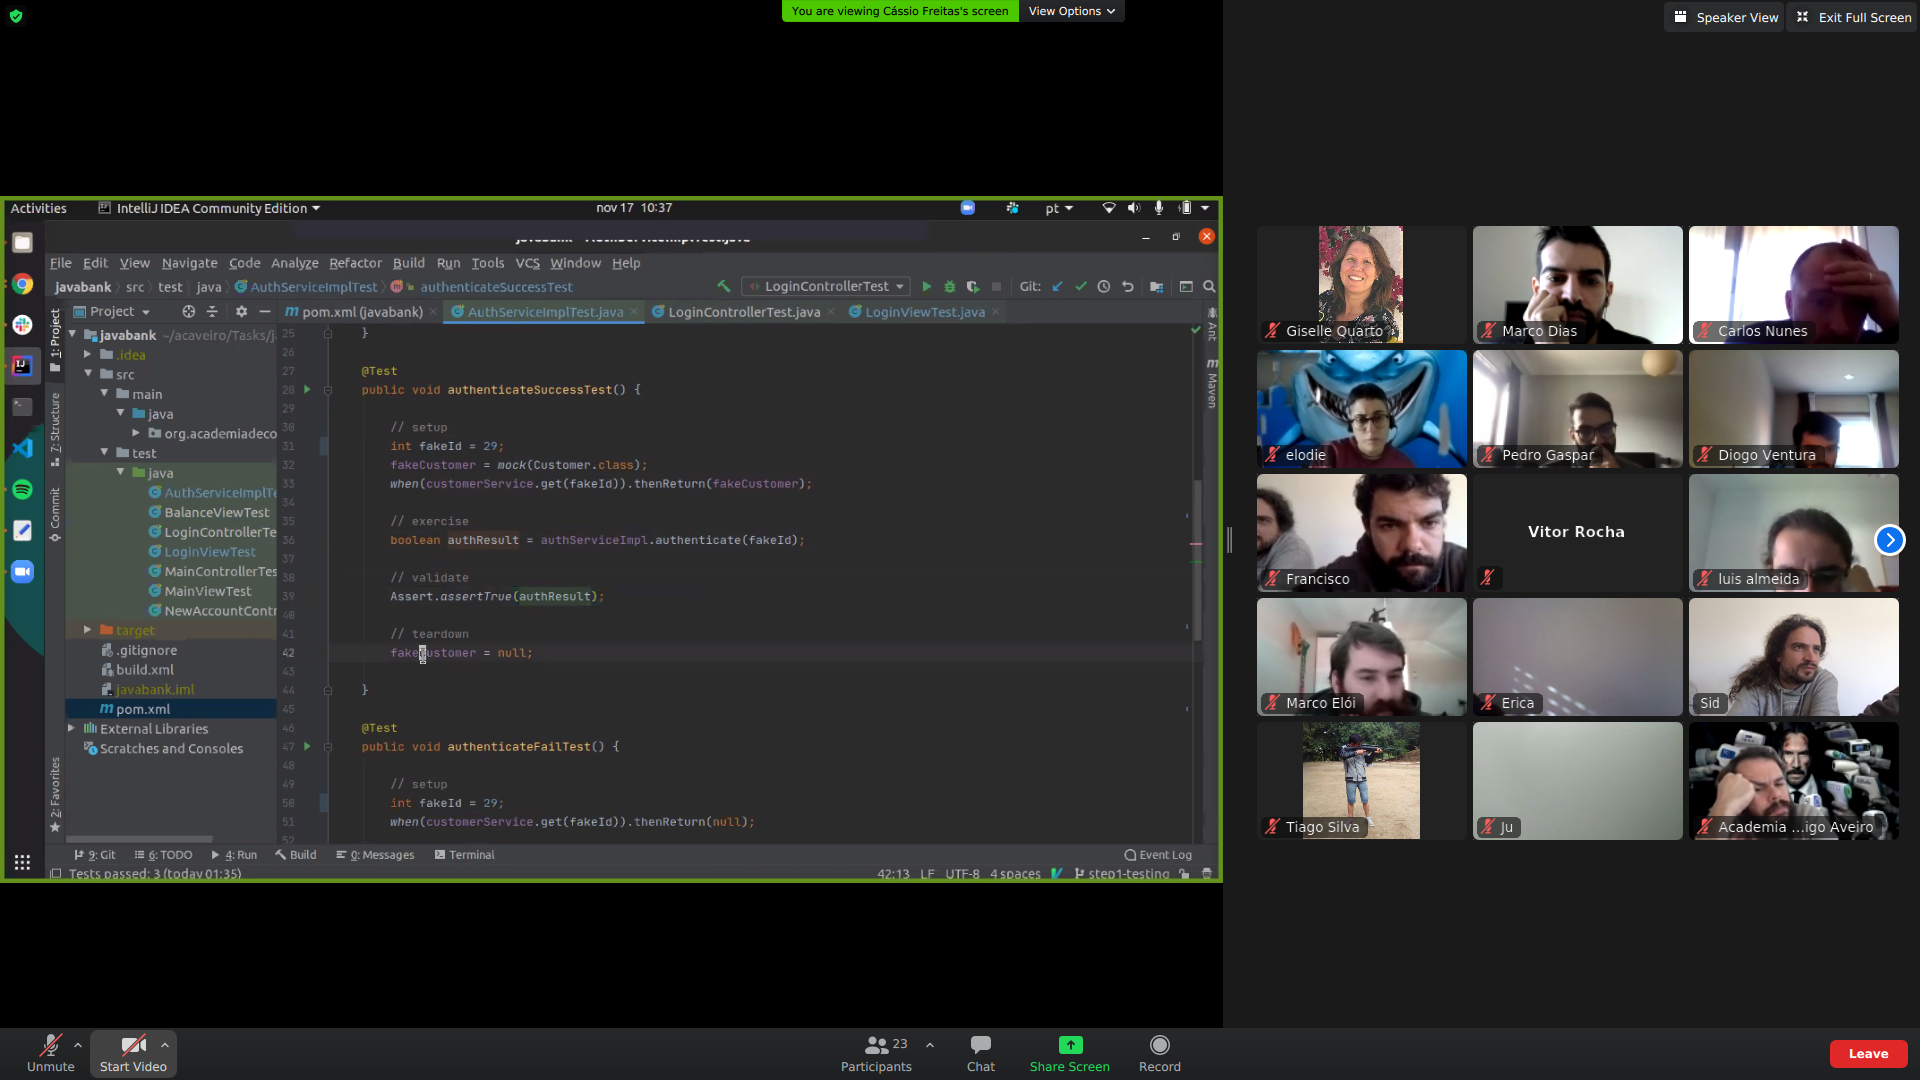 You are viewing Cássio Freitas's screen
View Options
Speaker View
Exit Full Screen
Activities
IntelliJ IDEA Community Edition
nov 17 10:37
pt
File Edit View Navigate Code Analyze Refactor Build Run Tools VCS Window Help
javabank src test java AuthServiceImplTest authenticateSuccessTest
LoginControllerTest
Git:
Project
pom.xml (javabank)
AuthServiceImplTest.java
LoginControllerTest.java
LoginViewTest.java
1: Project
7: Structure
Commit
2: Favorites
Ant
Maven
javabank ~/acaveiro/Tasks/j
.idea
src
main
java
org.academiadeco
test
java
AuthServiceImplTe
BalanceViewTest
LoginControllerTe
LoginViewTest
MainControllerTes
MainViewTest
NewAccountContr
target
.gitignore
build.xml
javabank.iml
pom.xml
External Libraries
Scratches and Consoles
25 }
26
27 @Test
28 public void authenticateSuccessTest() {
29
30 // setup
31 int fakeId = 29;
32 fakeCustomer = mock(Customer.class);
33 when(customerService.get(fakeId)).thenReturn(fakeCustomer);
34
35 // exercise
36 boolean authResult = authServiceImpl.authenticate(fakeId);
37
38 // validate
39 Assert.assertTrue(authResult);
40
41 // teardown
42 fakeCustomer = null;
43
44 }
45
46 @Test
47 public void authenticateFailTest() {
48
49 // setup
50 int fakeId = 29;
51 when(customerService.get(fakeId)).thenReturn(null);
52
9: Git
6: TODO
4: Run
Build
0: Messages
Terminal
Event Log
Tests passed: 3 (today 01:35)
42:13 LF UTF-8 4 spaces
step1-testing
Giselle Quarto
Marco Dias
Carlos Nunes
elodie
Pedro Gaspar
Diogo Ventura
Francisco
Vitor Rocha
luis almeida
Marco Elói
Erica
Sid
Tiago Silva
Ju
Academia ...igo Aveiro
Unmute
Start Video
23
Participants
Chat
Share Screen
Record
Leave